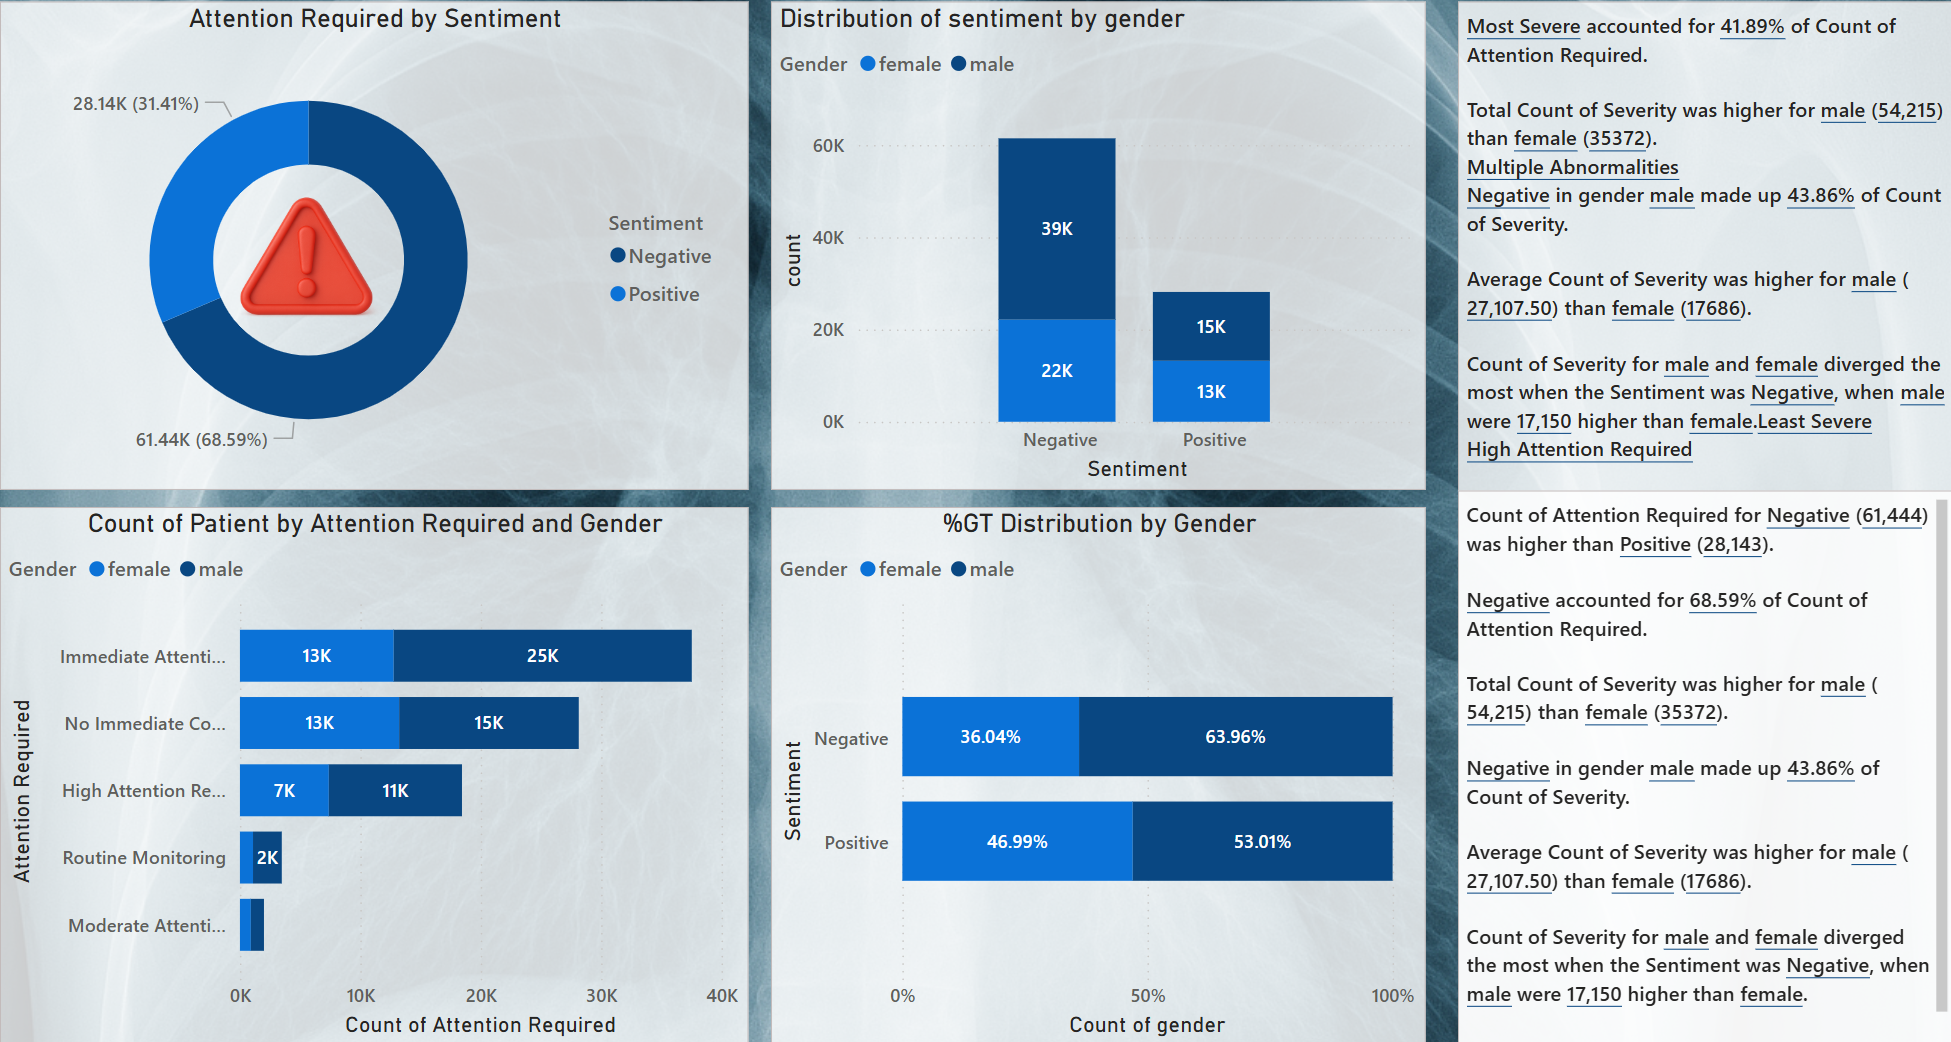 Attention Required by Sentiment
28.14K (31.41%)
61.44K (68.59%)
Sentiment
Negative
Positive
Distribution of sentiment by gender
Gender female male
count
60K
40K
20K
0K
39K
22K
15K
13K
Negative Positive
Sentiment
Most Severe accounted for 41.89% of Count of
Attention Required.
Total Count of Severity was higher for male (54,215)
than female (35372).
Multiple Abnormalities
Negative in gender male made up 43.86% of Count
of Severity.
Average Count of Severity was higher for male (
27,107.50) than female (17686).
Count of Severity for male and female diverged the
most when the Sentiment was Negative, when male
were 17,150 higher than female.Least Severe
High Attention Required
Count of Patient by Attention Required and Gender
Gender female male
Attention Required
Immediate Attenti... 13K 25K
No Immediate Co... 13K 15K
High Attention Re... 7K 11K
Routine Monitoring 2K
Moderate Attenti...
0K 10K 20K 30K 40K
Count of Attention Required
%GT Distribution by Gender
Gender female male
Sentiment
Negative 36.04% 63.96%
Positive 46.99% 53.01%
0% 50% 100%
Count of gender
Count of Attention Required for Negative (61,444)
was higher than Positive (28,143).
Negative accounted for 68.59% of Count of
Attention Required.
Total Count of Severity was higher for male (
54,215) than female (35372).
Negative in gender male made up 43.86% of
Count of Severity.
Average Count of Severity was higher for male (
27,107.50) than female (17686).
Count of Severity for male and female diverged
the most when the Sentiment was Negative, when
male were 17,150 higher than female.